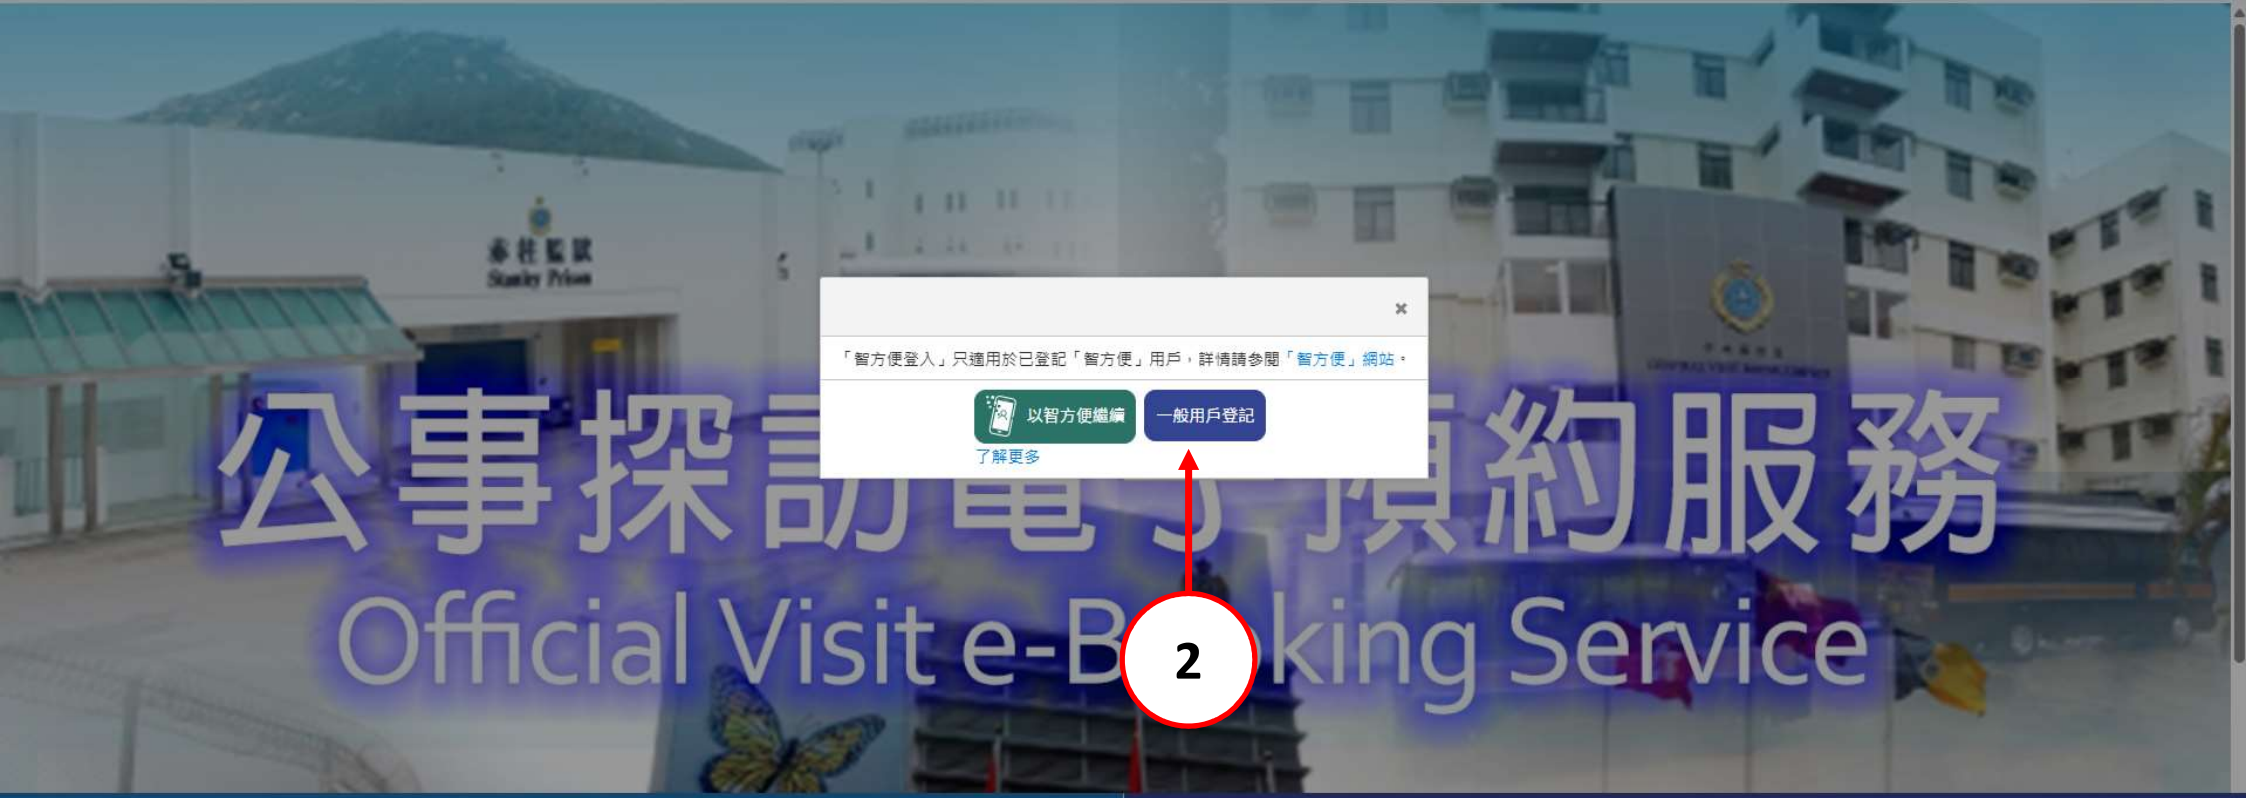 赤柱監獄
Stanley Prison
✖
「智方便登入」只適用於已登記「智方便」用戶，詳情請參閱「智方便」網站。
以智方便繼續
一般用戶登記
了解更多
公事探訪電子預約服務
Official Visit e-B king Service
2